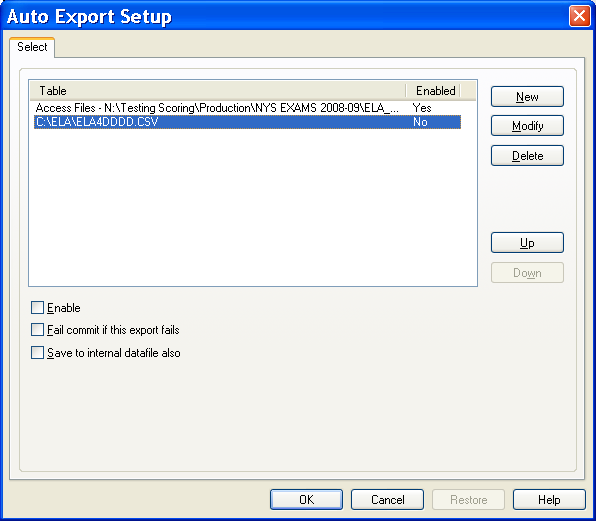 Auto Export Setup
Select
Table Enabled
Access Files - N:\Testing Scoring\Production\NYS EXAMS 2008-09\ELA_... Yes
C:\ELA\ELA4DDDD.CSV No
New
Modify
Delete
Up
Down
Enable
Fail commit if this export fails
Save to internal datafile also
OK Cancel Restore Help